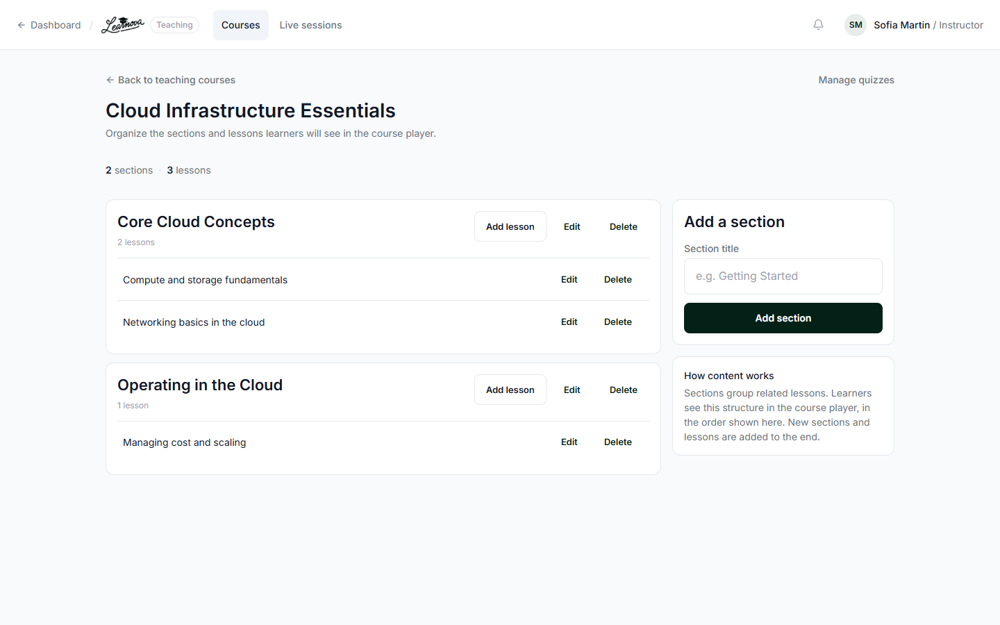 Dashboard / Learnova Teaching Courses Live sessions SM Sofia Martin / Instructor
Back to teaching courses Manage quizzes
Cloud Infrastructure Essentials
Organize the sections and lessons learners will see in the course player.
2 sections · 3 lessons
Core Cloud Concepts Add lesson Edit Delete
2 lessons
Compute and storage fundamentals Edit Delete
Networking basics in the cloud Edit Delete
Operating in the Cloud Add lesson Edit Delete
1 lesson
Managing cost and scaling Edit Delete
Add a section
Section title
e.g. Getting Started
Add section
How content works
Sections group related lessons. Learners
see this structure in the course player, in
the order shown here. New sections and
lessons are added to the end.